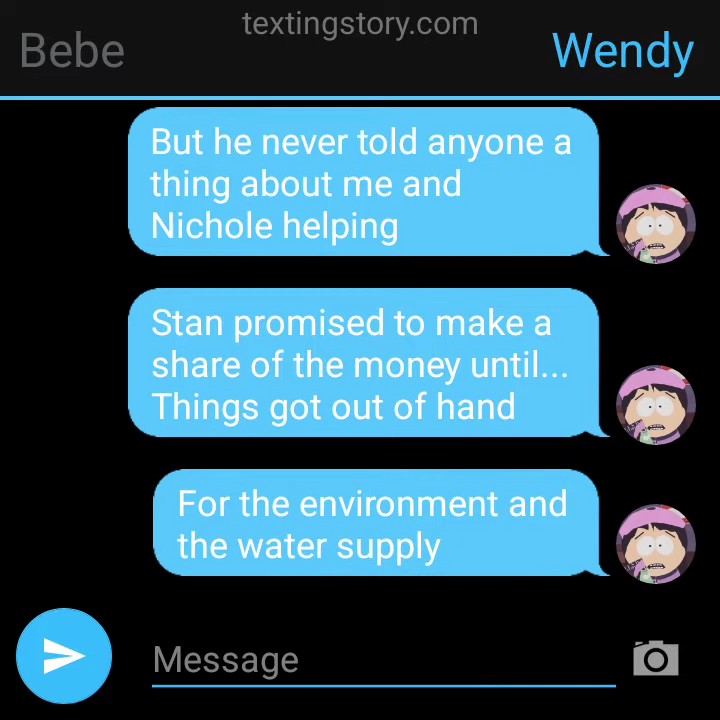 textingstory.com
Bebe
Wendy
But he never told anyone a
thing about me and
Nichole helping
Stan promised to make a
share of the money until...
Things got out of hand
For the environment and
the water supply
Message